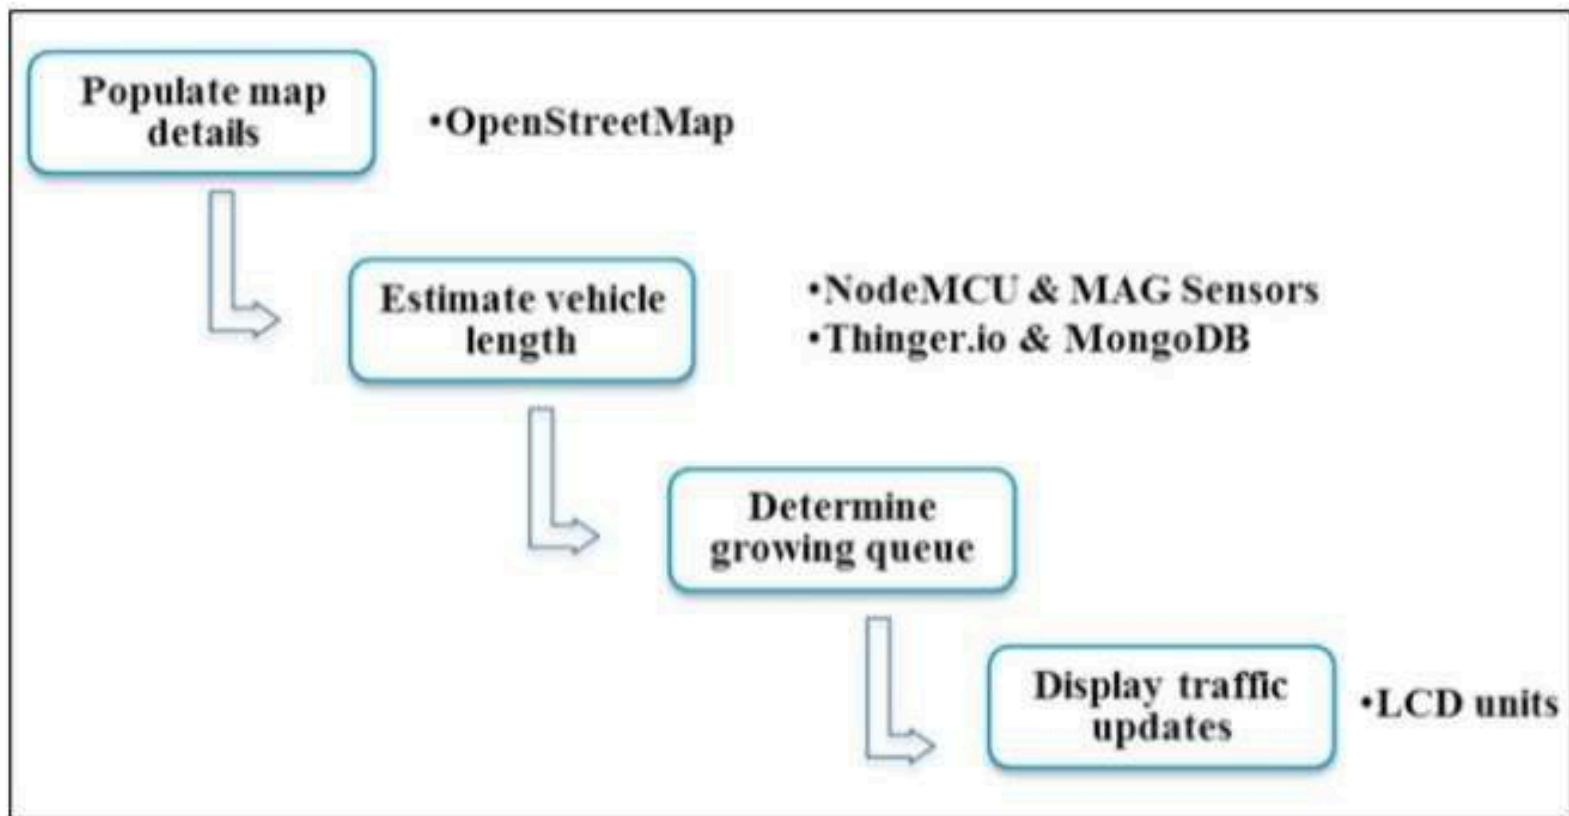 Populate map
details
•OpenStreetMap
Estimate vehicle
length
•NodeMCU & MAG Sensors
•Thinger.io & MongoDB
Determine
growing queue
Display traffic
updates
•LCD units